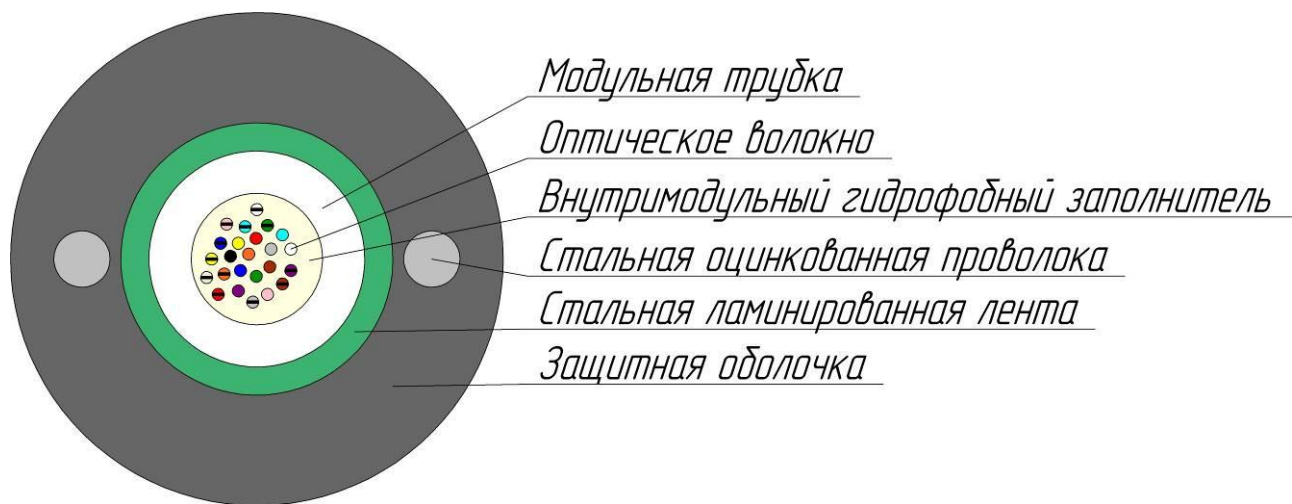 Модульная трубка
Оптическое волокно
Внутримодульный гидрофобный заполнитель
Стальная оцинкованная проволока
Стальная ламинированная лента
Защитная оболочка